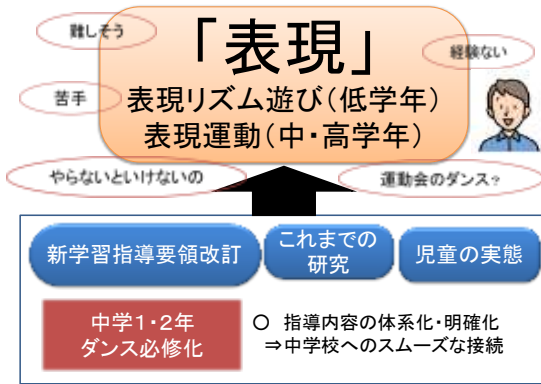 難しそう
「表現」
経験ない
苦手
表現リズム遊び(低学年)
表現運動(中・高学年)
やらないといけないの
運動会のダンス?
新学習指導要領改訂
これまでの
研究
児童の実態
中学1・2年
ダンス必修化
○ 指導内容の体系化・明確化
⇒中学校へのスムーズな接続